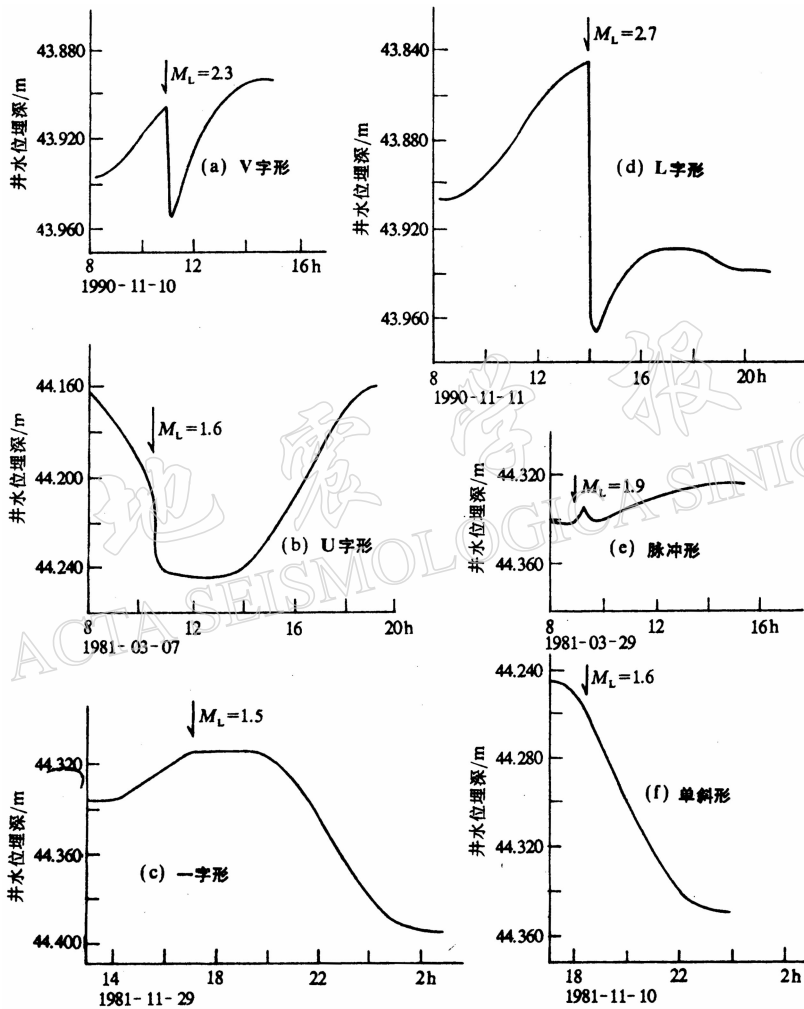 井水位埋深/m
43.880
43.920
43.960
M_L=2.3
(a) V字形
8
12
16h
1990-11-10
井水位埋深/m
43.840
43.880
43.920
43.960
M_L=2.7
(d) L字形
8
12
16
20h
1990-11-11
井水位埋深/m
44.160
44.200
44.240
M_L=1.6
(b) U字形
8
12
16
20h
1981-03-07
井水位埋深/m
44.320
44.360
M_L=1.9
(e) 脉冲形
8
12
16h
1981-03-29
井水位埋深/m
44.320
44.360
44.400
M_L=1.5
(c) 一字形
14
18
22
2h
1981-11-29
井水位埋深/m
44.240
44.280
44.320
44.360
M_L=1.6
(f) 单斜形
18
22
2h
1981-11-10
地震学报
ACTA SEISMOLOGICA SINIC